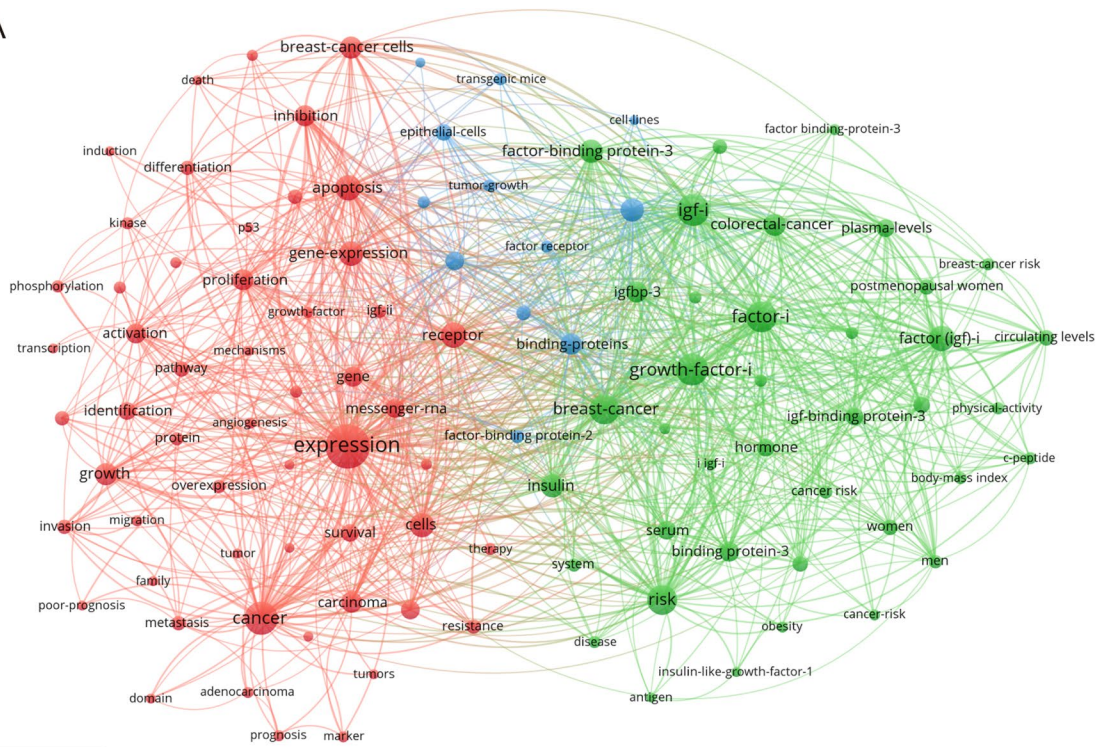 A
breast-cancer cells
death
transgenic mice
inhibition
epithelial-cells
cell-lines
factor binding-protein-3
induction
differentiation
factor-binding protein-3
apoptosis
tumor-growth
kinase
p53
igf-i
colorectal-cancer
plasma-levels
gene-expression
factor receptor
breast-cancer risk
phosphorylation
proliferation
igfbp-3
postmenopausal women
growth-factor
igf-ii
factor-i
activation
receptor
binding-proteins
factor (igf)-i
circulating levels
transcription
mechanisms
pathway
gene
growth-factor-i
identification
angiogenesis
messenger-rna
breast-cancer
igf-binding protein-3
physical-activity
protein
expression
factor-binding protein-2
hormone
growth
i igf-i
c-peptide
overexpression
insulin
cancer risk
body-mass index
invasion
migration
survival
cells
serum
women
tumor
therapy
system
binding protein-3
men
family
poor-prognosis
metastasis
cancer
carcinoma
resistance
risk
disease
obesity
cancer-risk
tumors
insulin-like-growth-factor-1
domain
adenocarcinoma
antigen
prognosis
marker